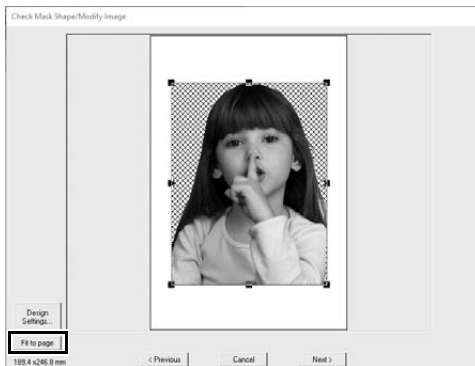 Check Mask Shape/Modify Image
Design
Settings...
Fit to page
189.4 x246.8 mm
< Previous
Cancel
Next >